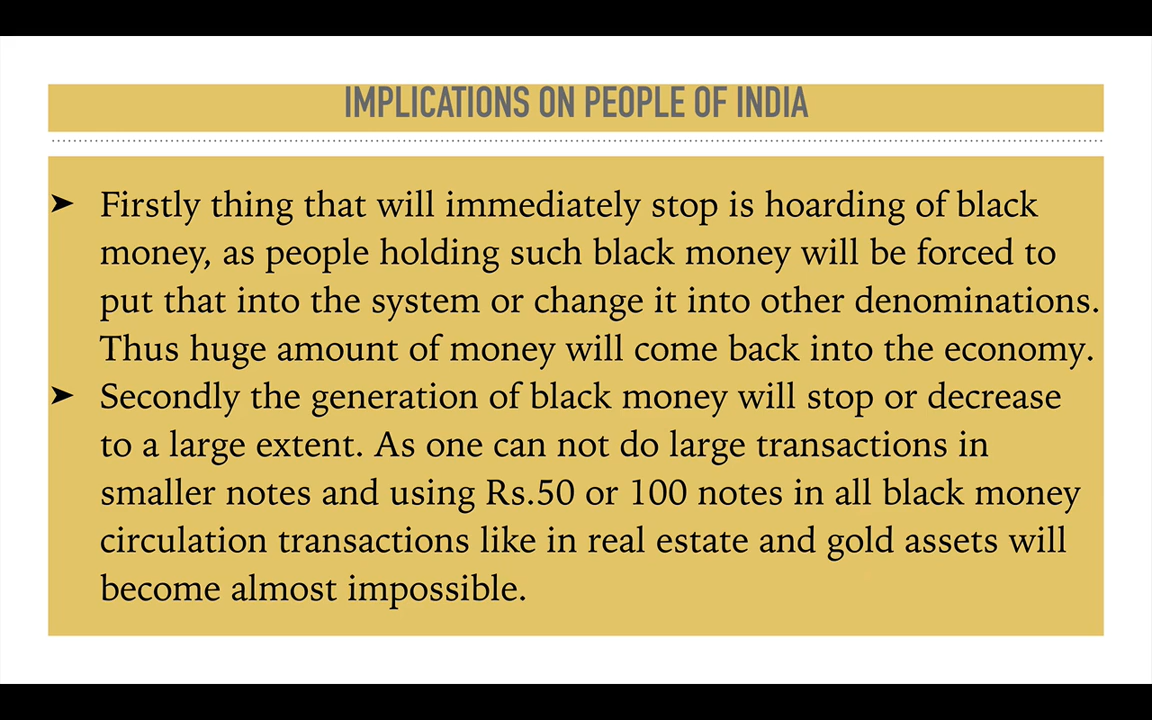 IMPLICATIONS ON PEOPLE OF INDIA
➤ Firstly thing that will immediately stop is hoarding of black
money, as people holding such black money will be forced to
put that into the system or change it into other denominations.
Thus huge amount of money will come back into the economy.
➤ Secondly the generation of black money will stop or decrease
to a large extent. As one can not do large transactions in
smaller notes and using Rs.50 or 100 notes in all black money
circulation transactions like in real estate and gold assets will
become almost impossible.